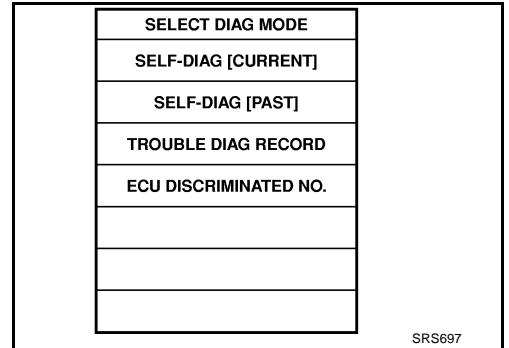 SELECT DIAG MODE
SELF-DIAG [CURRENT]
SELF-DIAG [PAST]
TROUBLE DIAG RECORD
ECU DISCRIMINATED NO.
SRS697